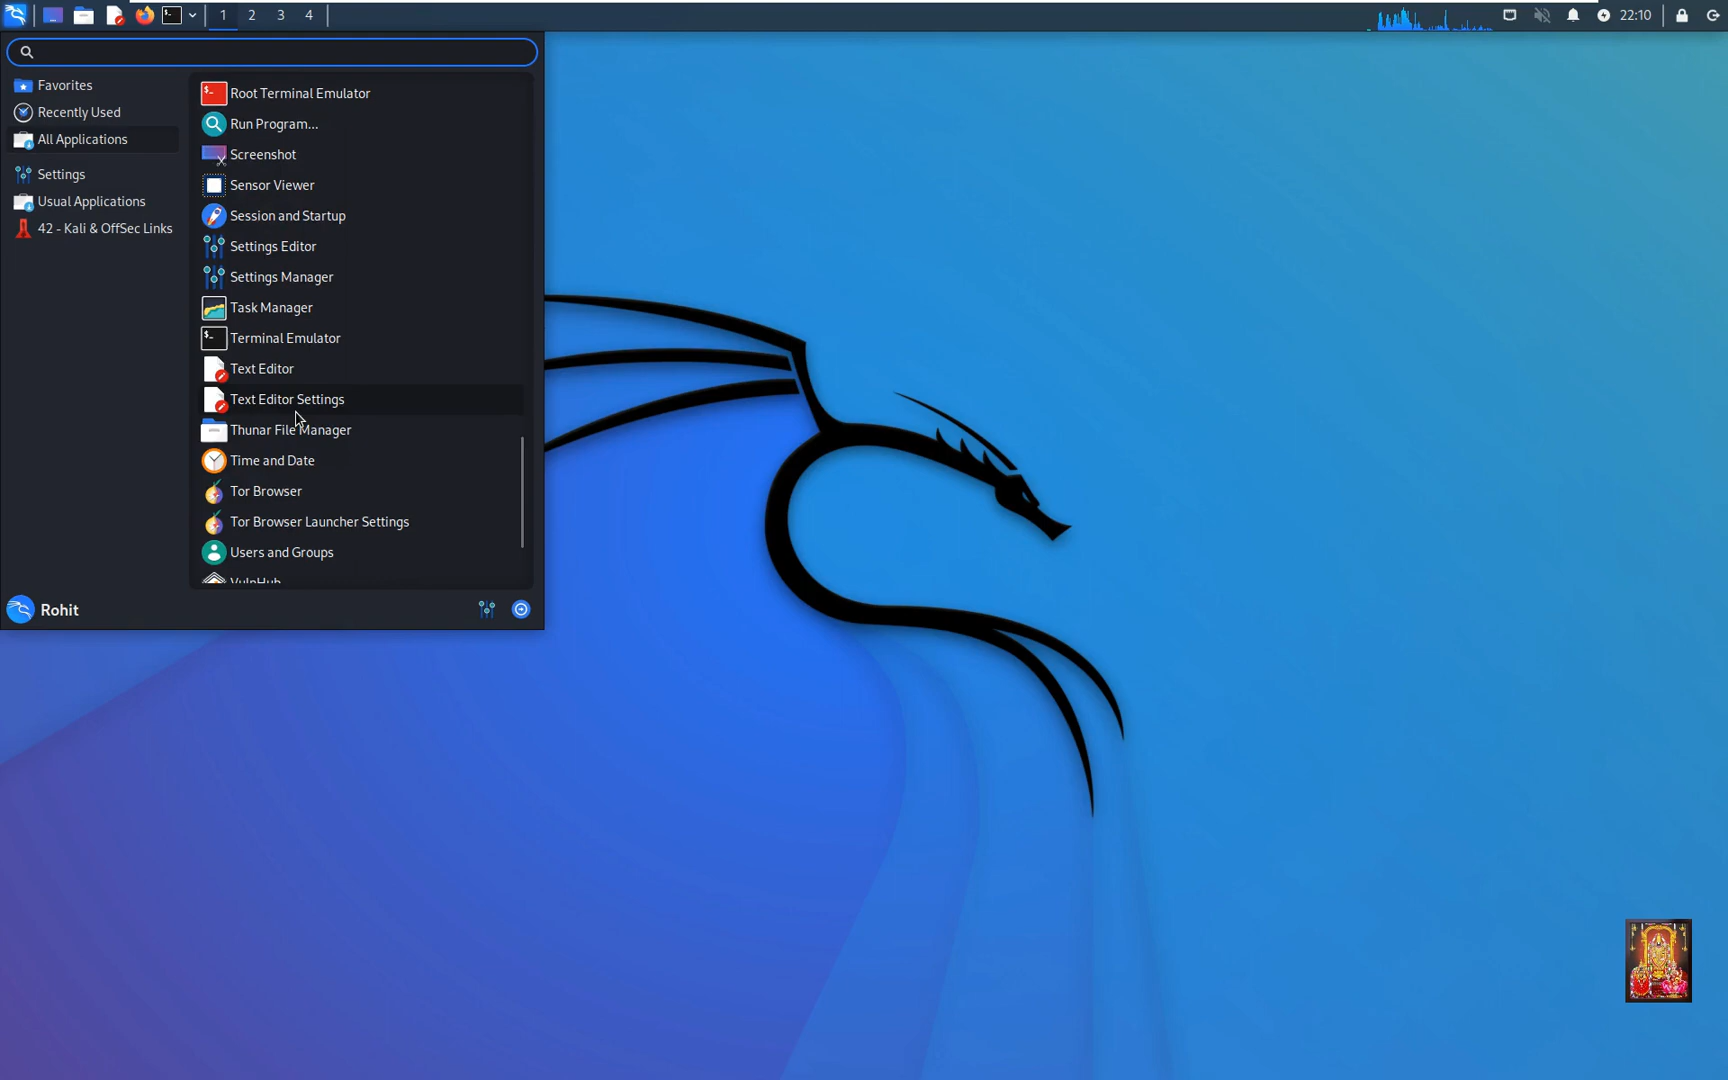 1 2 3 4
22:10
Favorites
Recently Used
All Applications
Settings
Usual Applications
42 - Kali & OffSec Links
Root Terminal Emulator
Run Program...
Screenshot
Sensor Viewer
Session and Startup
Settings Editor
Settings Manager
Task Manager
Terminal Emulator
Text Editor
Text Editor Settings
Thunar File Manager
Time and Date
Tor Browser
Tor Browser Launcher Settings
Users and Groups
VulnHub
Rohit